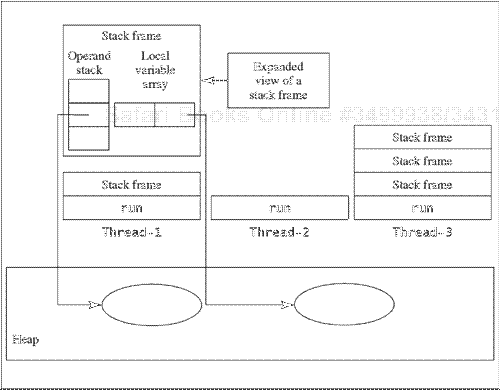 Stack frame
Operand
stack
Local
variable
array
Expanded
view of a
stack frame
Safari Books Online #3499938/343
Stack frame
Stack frame
Stack frame
Stack frame
run
run
run
Thread-1
Thread-2
Thread-3
Heap